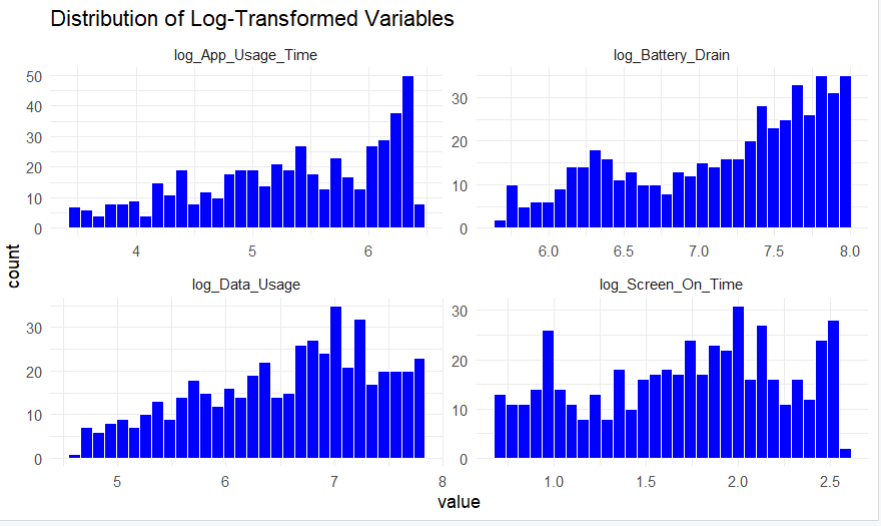 Distribution of Log-Transformed Variables
log_App_Usage_Time
log_Battery_Drain
50
40
30
20
10
0
4 5 6
30
20
10
0
6.0 6.5 7.0 7.5 8.0
count
log_Data_Usage
log_Screen_On_Time
30
20
10
0
5 6 7 8
30
20
10
0
1.0 1.5 2.0 2.5
value